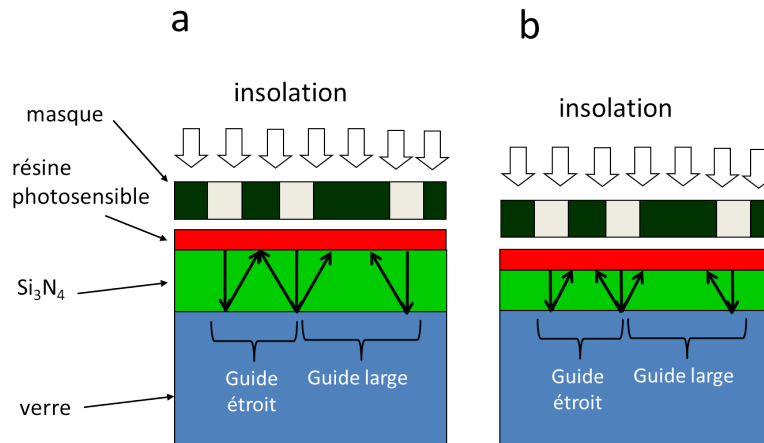 a
b
insolation
insolation
masque
résine
photosensible
Si₃N₄
Guide
étroit
Guide large
Guide
étroit
Guide large
verre